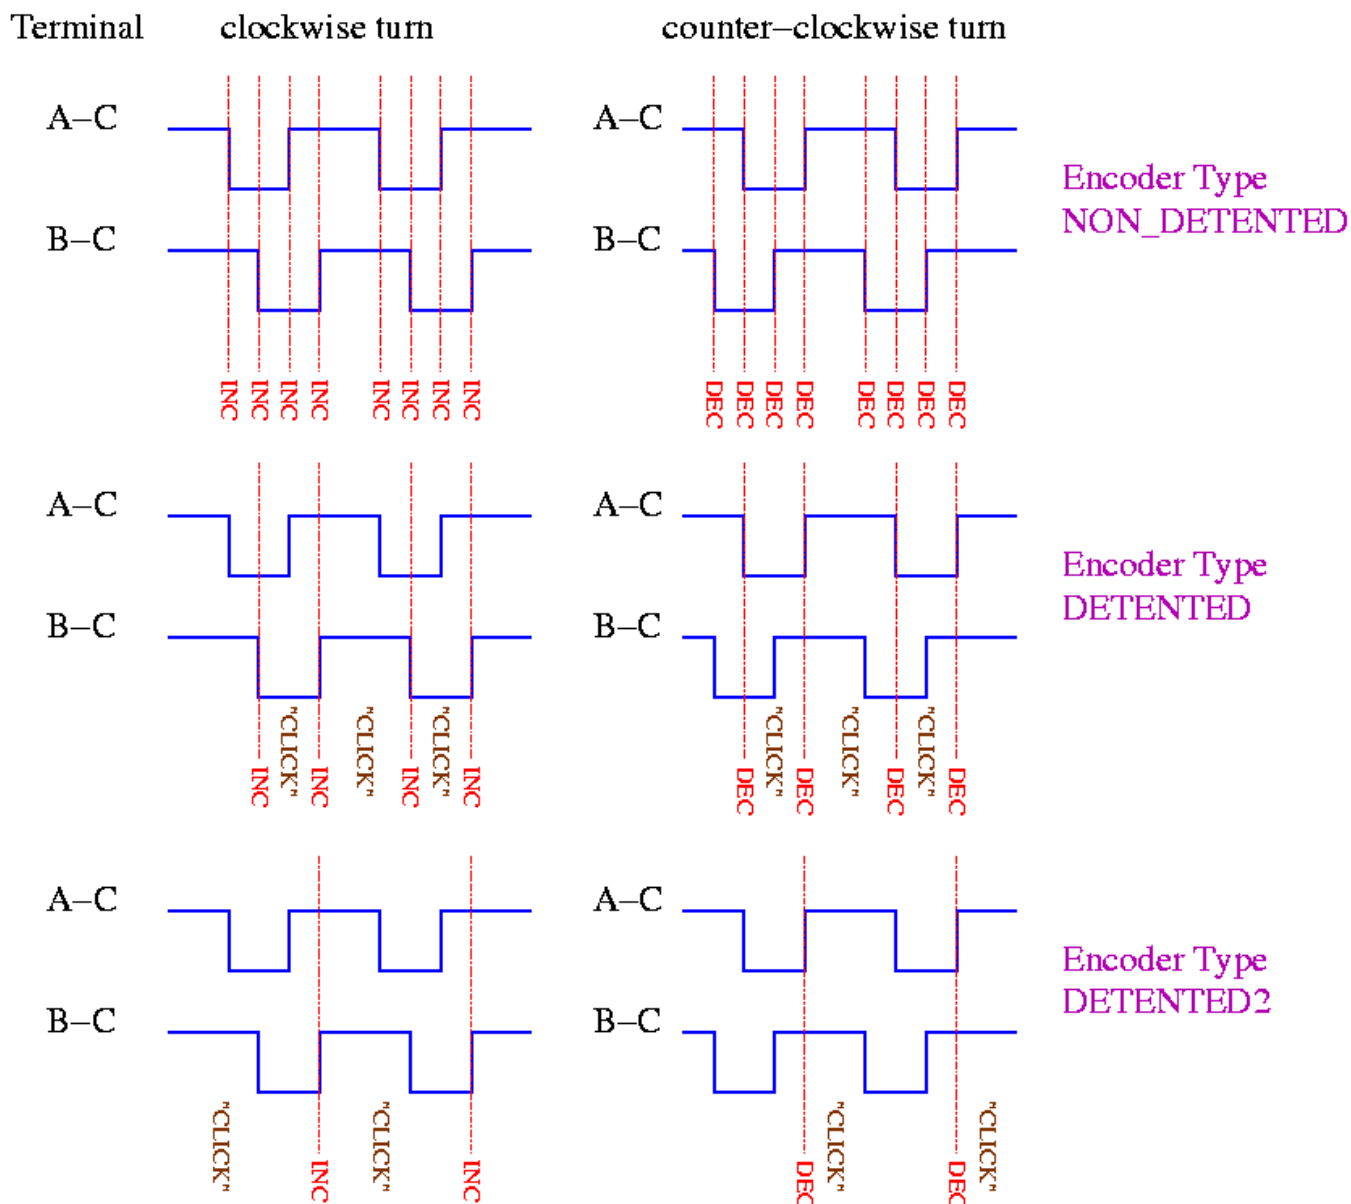 Terminal clockwise turn counter–clockwise turn
A–C A–C
Encoder Type
NON_DETENTED
B–C B–C
INC INC INC INC INC INC INC INC DEC DEC DEC DEC DEC DEC DEC DEC
A–C A–C
Encoder Type
DETENTED
B–C B–C
"CLICK" "CLICK" "CLICK" "CLICK" "CLICK" "CLICK"
INC INC INC INC DEC DEC DEC DEC
A–C A–C
Encoder Type
DETENTED2
B–C B–C
"CLICK" "CLICK" "CLICK" "CLICK"
INC INC DEC DEC